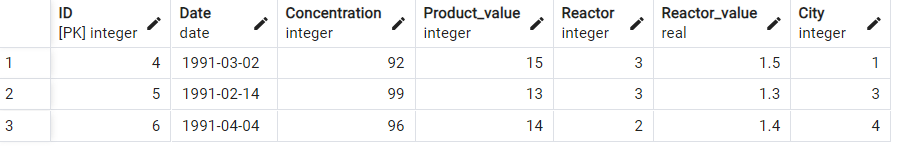 ID Date Concentration Product_value Reactor Reactor_value City
[PK] integer date integer integer integer real integer
1 4 1991-03-02 92 15 3 1.5 1
2 5 1991-02-14 99 13 3 1.3 3
3 6 1991-04-04 96 14 2 1.4 4